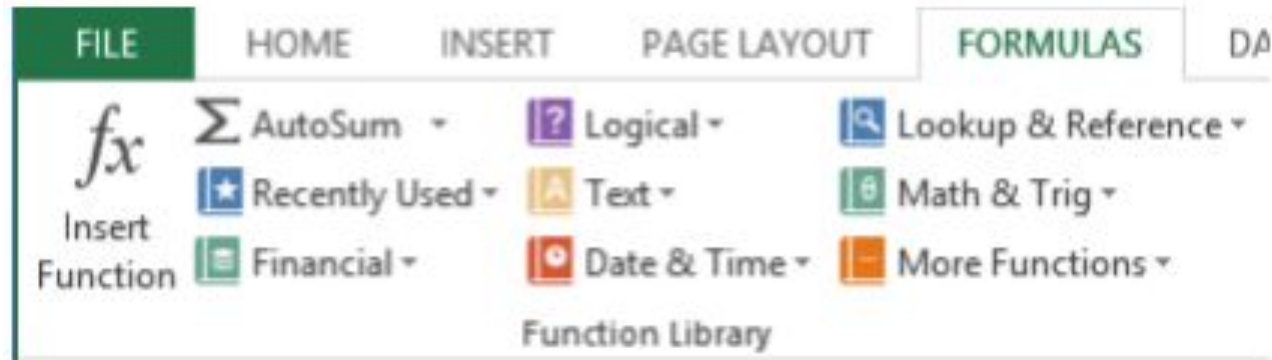 FILE HOME INSERT PAGE LAYOUT FORMULAS DA
fx Σ AutoSum Logical Lookup & Reference
Recently Used Text Math & Trig
Insert
Function Financial Date & Time More Functions
Function Library